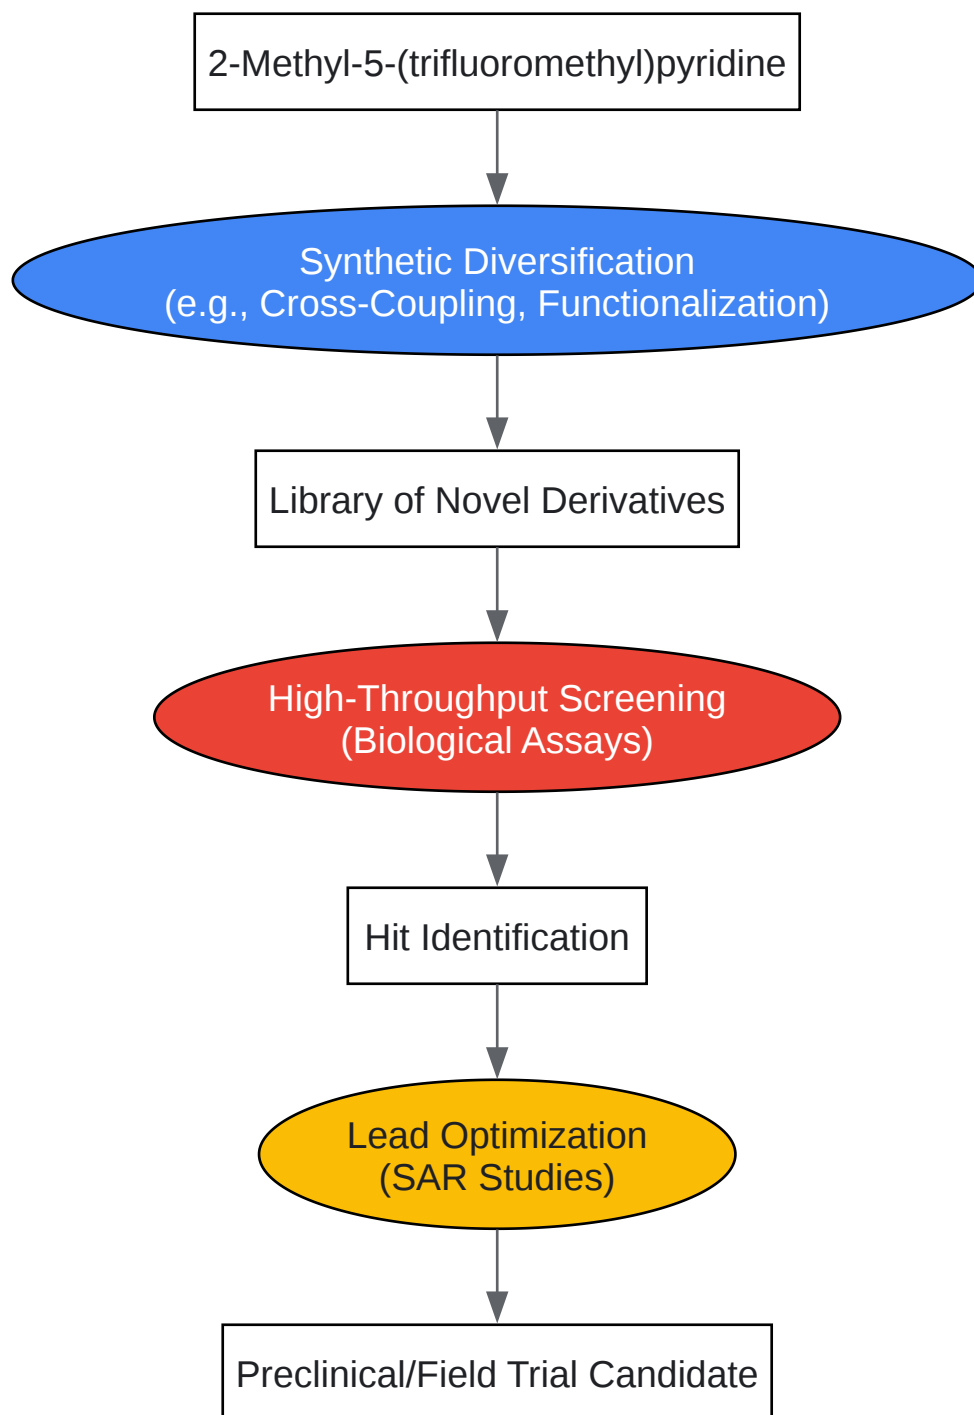 2-Methyl-5-(trifluoromethyl)pyridine
Synthetic Diversification
(e.g., Cross-Coupling, Functionalization)
Library of Novel Derivatives
High-Throughput Screening
(Biological Assays)
Hit Identification
Lead Optimization
(SAR Studies)
Preclinical/Field Trial Candidate